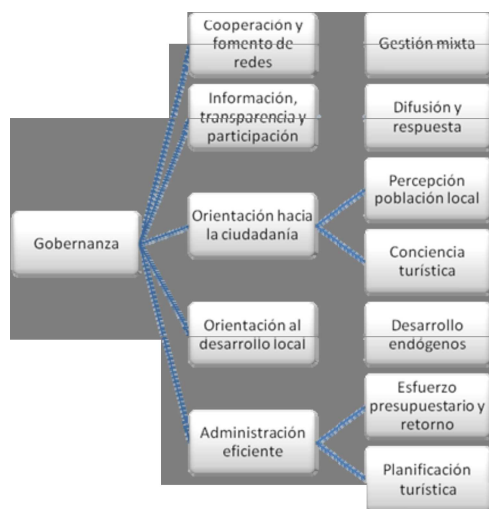 Cooperación y
fomento de
redes
Gestión mixta
Información,
transparencia y
participación
Difusión y
respuesta
Gobernanza
Orientación hacia
la ciudadanía
Percepción
población local
Conciencia
turística
Orientación al
desarrollo local
Desarrollo
endógenos
Administración
eficiente
Esfuerzo
presupuestario y
retorno
Planificación
turística